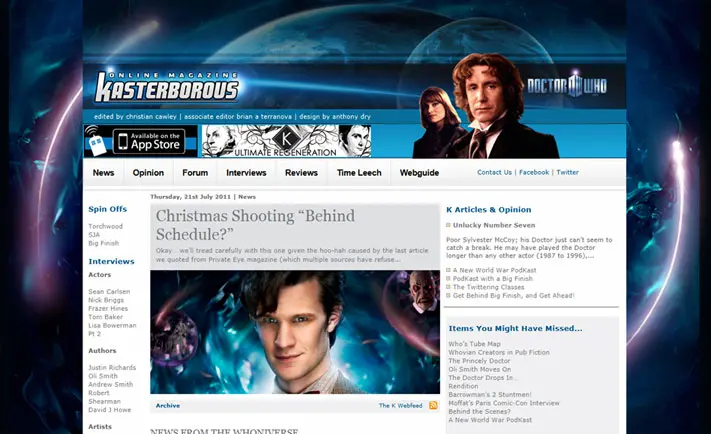 ONLINE MAGAZINE
KASTERBOROUS
DOCTOR WHO
edited by christian cawley | associate editor brian a terranova | design by anthony dry
Available on the
App Store
K
ULTIMATE REGENERATION
News
Opinion
Forum
Interviews
Reviews
Time Leech
Webguide
Contact Us | Facebook | Twitter
Spin Offs
Torchwood
SJA
Big Finish
Interviews
Actors
Sean Carlsen
Nick Briggs
Frazer Hines
Tom Baker
Lisa Bowerman
Pt 2
Authors
Justin Richards
Oli Smith
Andrew Smith
Robert
Shearman
David J Howe
Artists
Thursday, 21st July 2011 | News
Christmas Shooting “Behind
Schedule?”
Okay... we'll tread carefully with this one given the hoo-hah caused by the last article
we quoted from Private Eye magazine (which multiple sources have refuse...
Archive
The K Webfeed
NEWS FROM THE WHONIVERSE
K Articles & Opinion
Unlucky Number Seven
Poor Sylvester McCoy; his Doctor just can't seem
to catch a break. He may have played the Doctor
longer than any other actor (1987 to 1996),...
A New World War PodKast
PodKast with a Big Finish
The Twittering Classes
Get Behind Big Finish, and Get Ahead!
Items You Might Have Missed...
Who's Tube Map
Whovian Creators in Pub Fiction
The Princely Doctor
Oli Smith Moves On
The Doctor Drops In..
Rendition
Barrowman's 2 Stuntmen!
Moffat's Paris Comic-Con Interview
Behind the Scenes?
A New World War PodKast